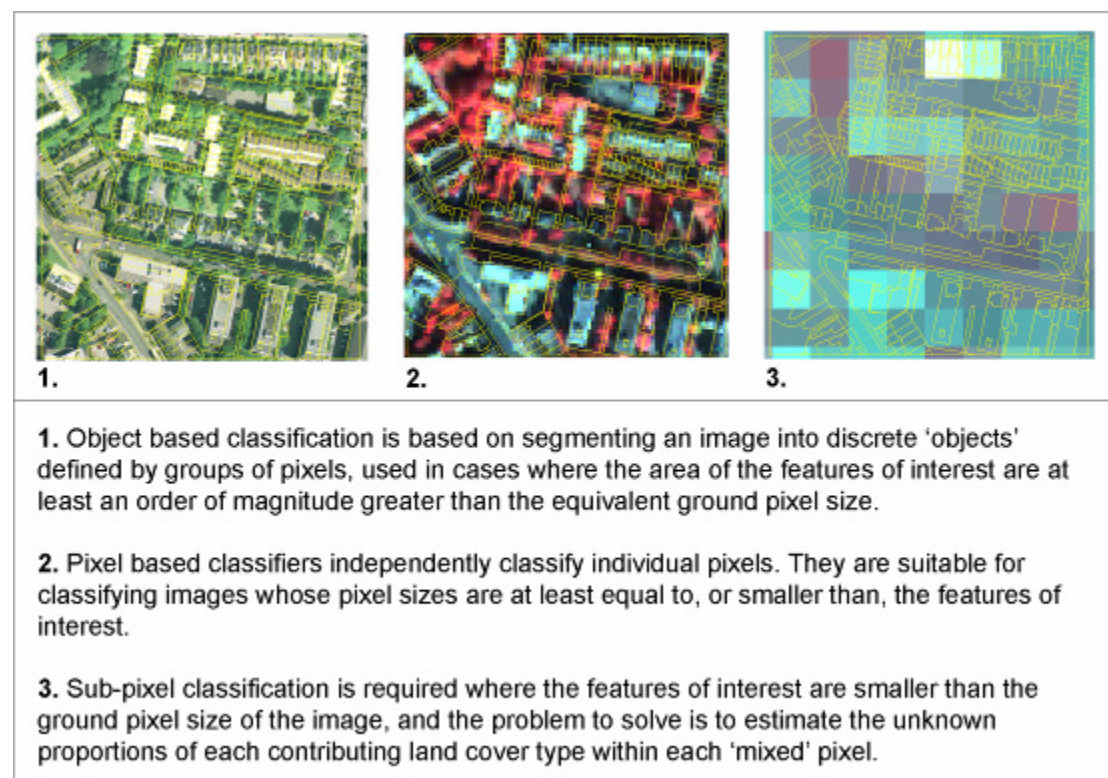 1.
2.
3.
1. Object based classification is based on segmenting an image into discrete ‘objects’
defined by groups of pixels, used in cases where the area of the features of interest are at
least an order of magnitude greater than the equivalent ground pixel size.
2. Pixel based classifiers independently classify individual pixels. They are suitable for
classifying images whose pixel sizes are at least equal to, or smaller than, the features of
interest.
3. Sub-pixel classification is required where the features of interest are smaller than the
ground pixel size of the image, and the problem to solve is to estimate the unknown
proportions of each contributing land cover type within each ‘mixed’ pixel.